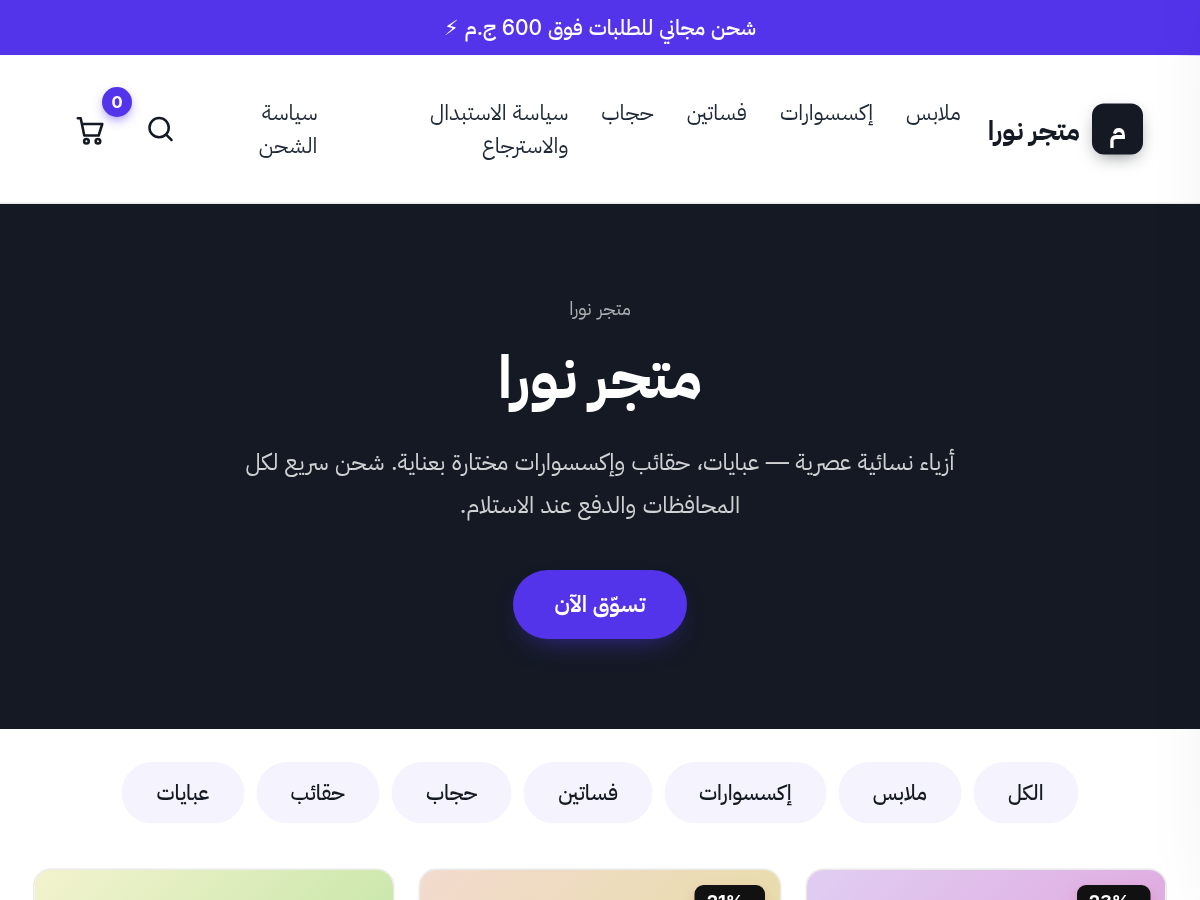 شحن مجاني للطلبات فوق 600 ج.م ⚡
م
متجر نورا
ملابس
إكسسوارات
فساتين
حجاب
سياسة الاستبدال
والاسترجاع
سياسة
الشحن
0
متجر نورا
متجر نورا
أزياء نسائية عصرية — عبايات، حقائب وإكسسوارات مختارة بعناية. شحن سريع لكل
المحافظات والدفع عند الاستلام.
تسوّق الآن
الكل
ملابس
إكسسوارات
فساتين
حجاب
حقائب
عبايات